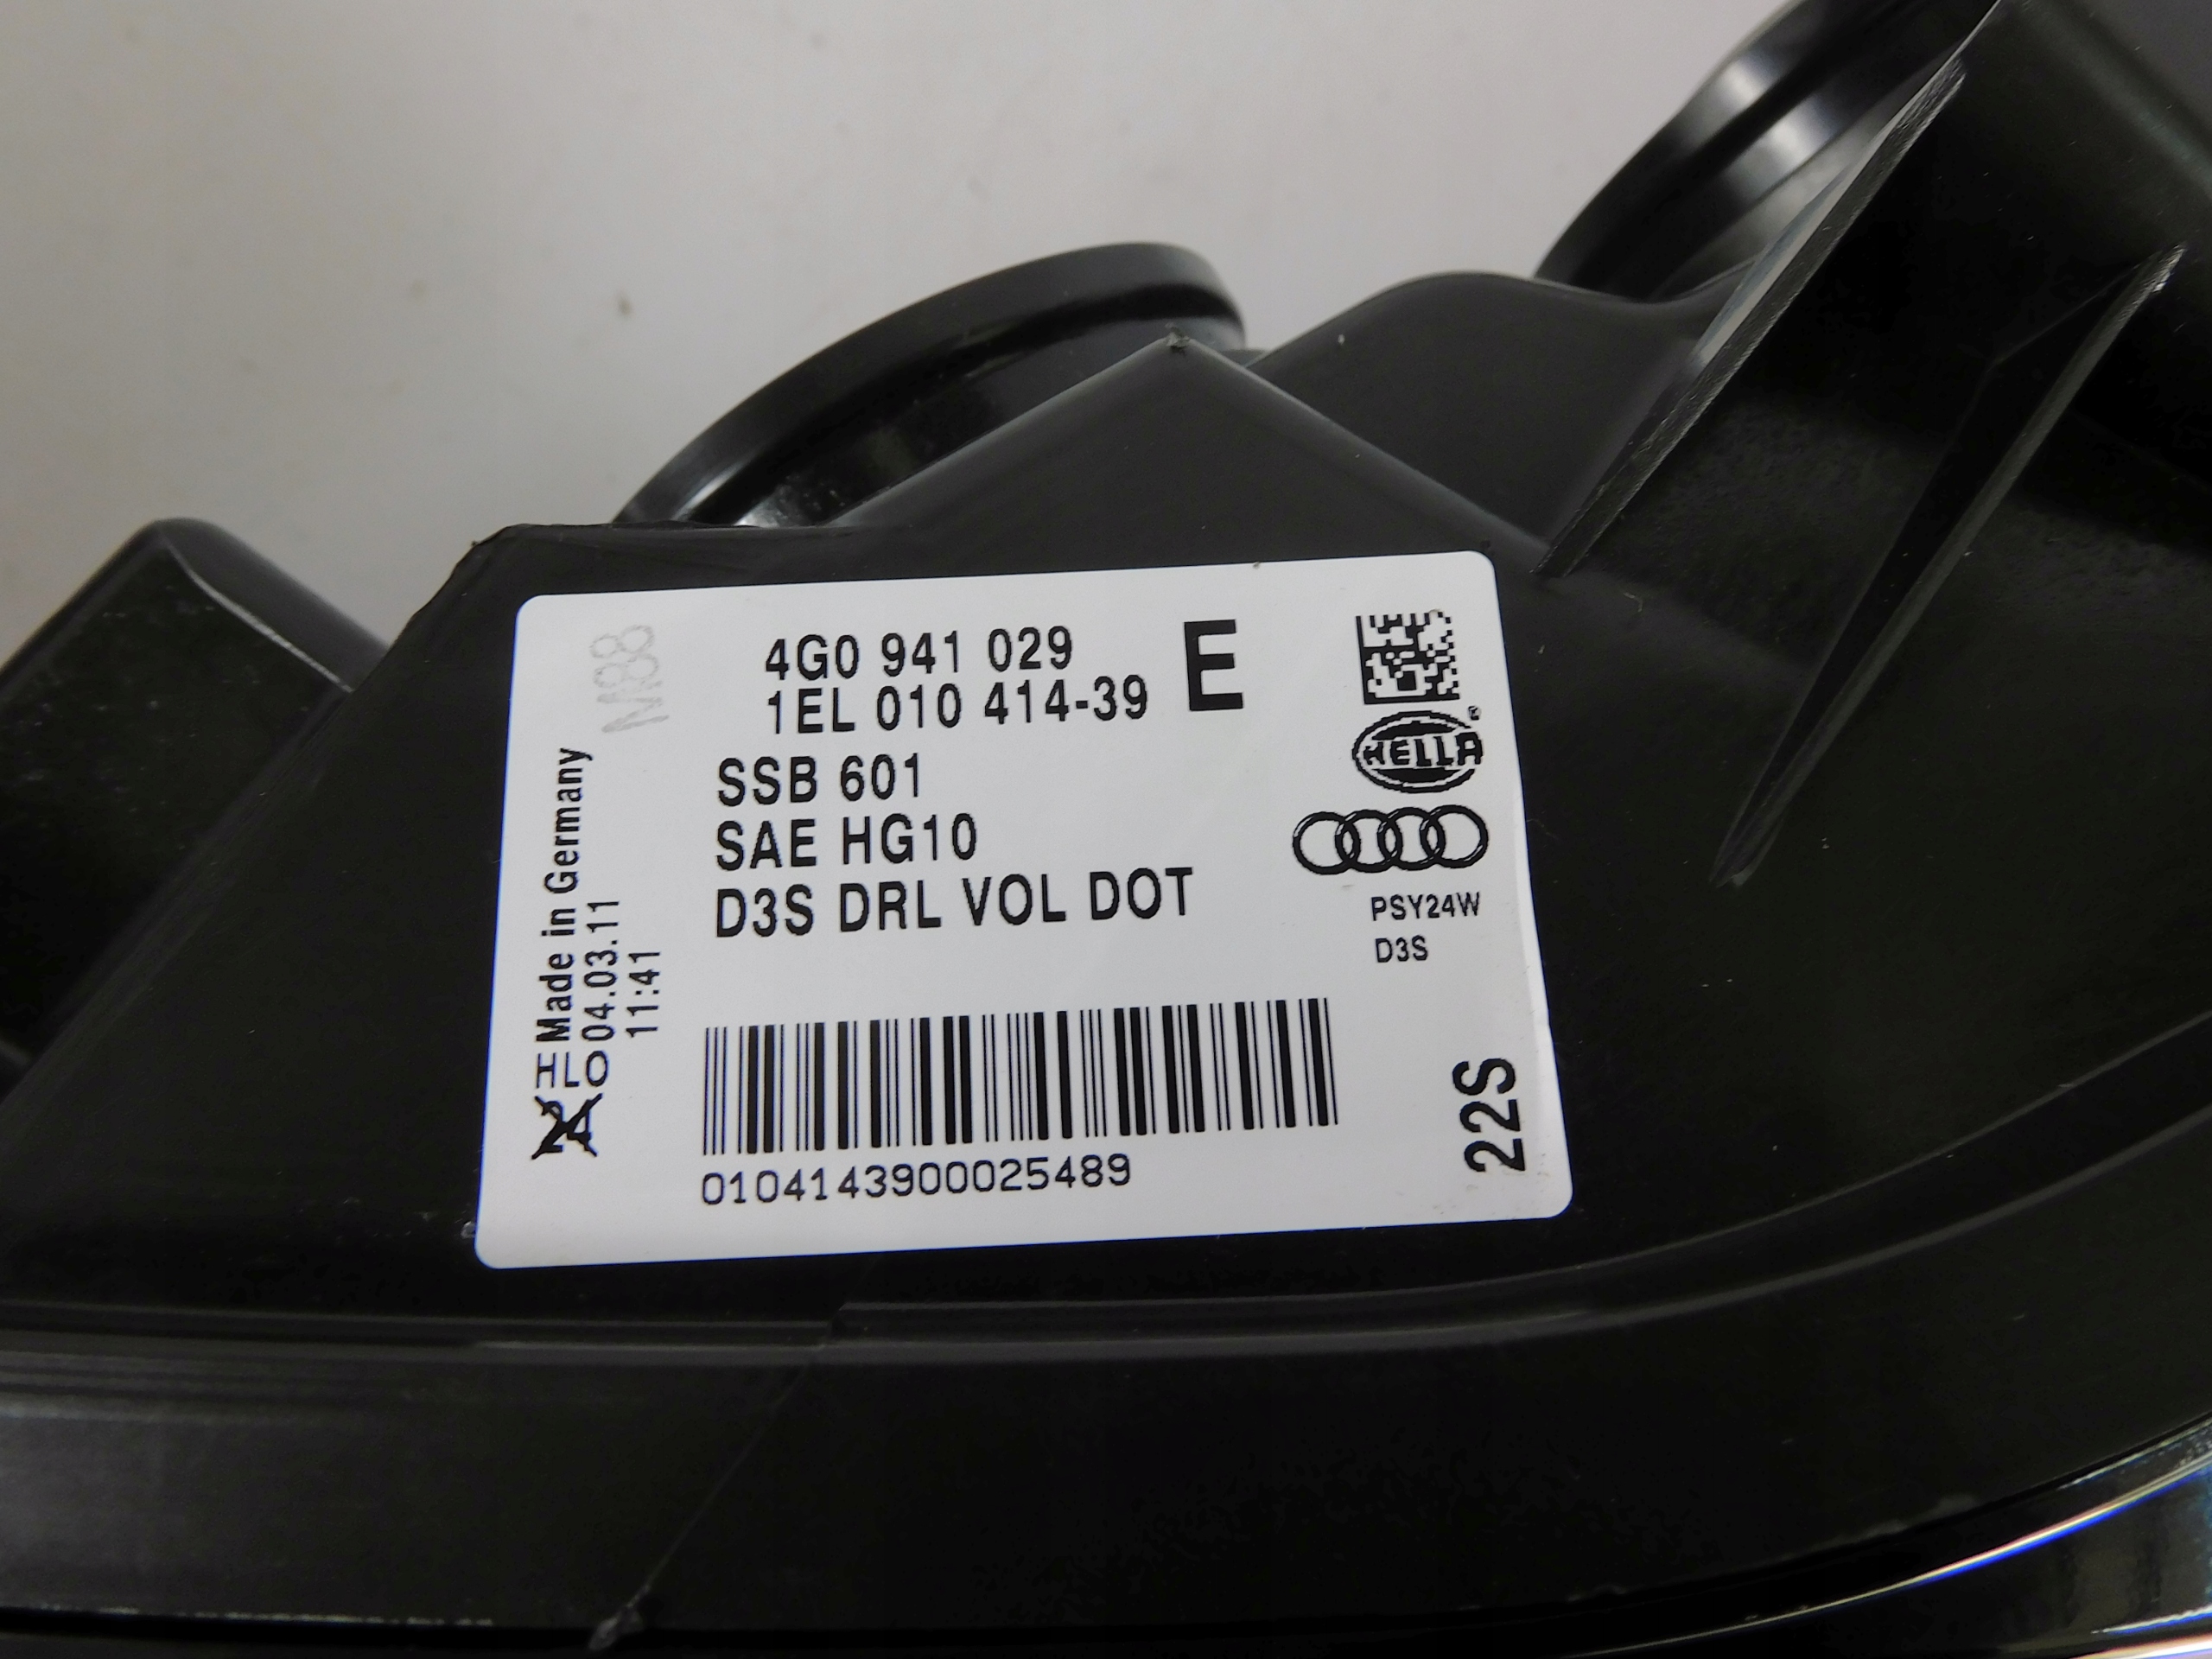 M88
4G0 941 029 E
1EL 010 414-39
HELLA
SSB 601
SAE HG10
D3S DRL VOL DOT
PSY24W
D3S
Made in Germany
04.03.11
11:41
0104143900025489
22S